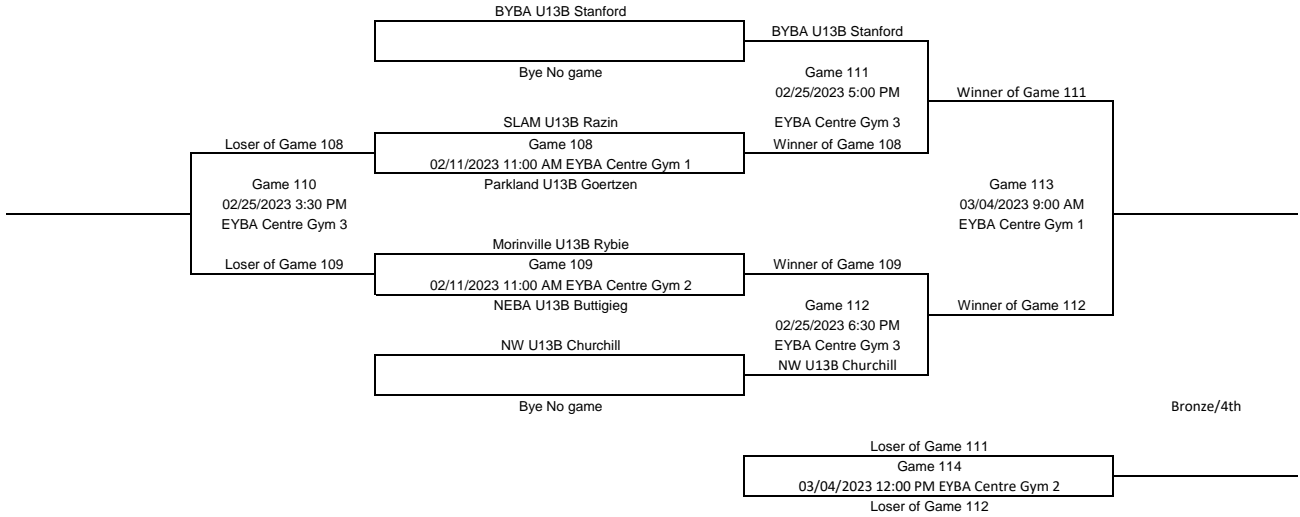 BYBA U13B Stanford
BYBA U13B Stanford
Bye No game
Game 111
02/25/2023 5:00 PM
Winner of Game 111
SLAM U13B Razin
EYBA Centre Gym 3
Loser of Game 108
Game 108
Winner of Game 108
02/11/2023 11:00 AM EYBA Centre Gym 1
Parkland U13B Goertzen
Game 110
Game 113
02/25/2023 3:30 PM
03/04/2023 9:00 AM
EYBA Centre Gym 3
EYBA Centre Gym 1
Morinville U13B Rybie
Loser of Game 109
Game 109
Winner of Game 109
02/11/2023 11:00 AM EYBA Centre Gym 2
NEBA U13B Buttigieg
Game 112
Winner of Game 112
02/25/2023 6:30 PM
NW U13B Churchill
EYBA Centre Gym 3
NW U13B Churchill
Bye No game
Bronze/4th
Loser of Game 111
Game 114
03/04/2023 12:00 PM EYBA Centre Gym 2
Loser of Game 112